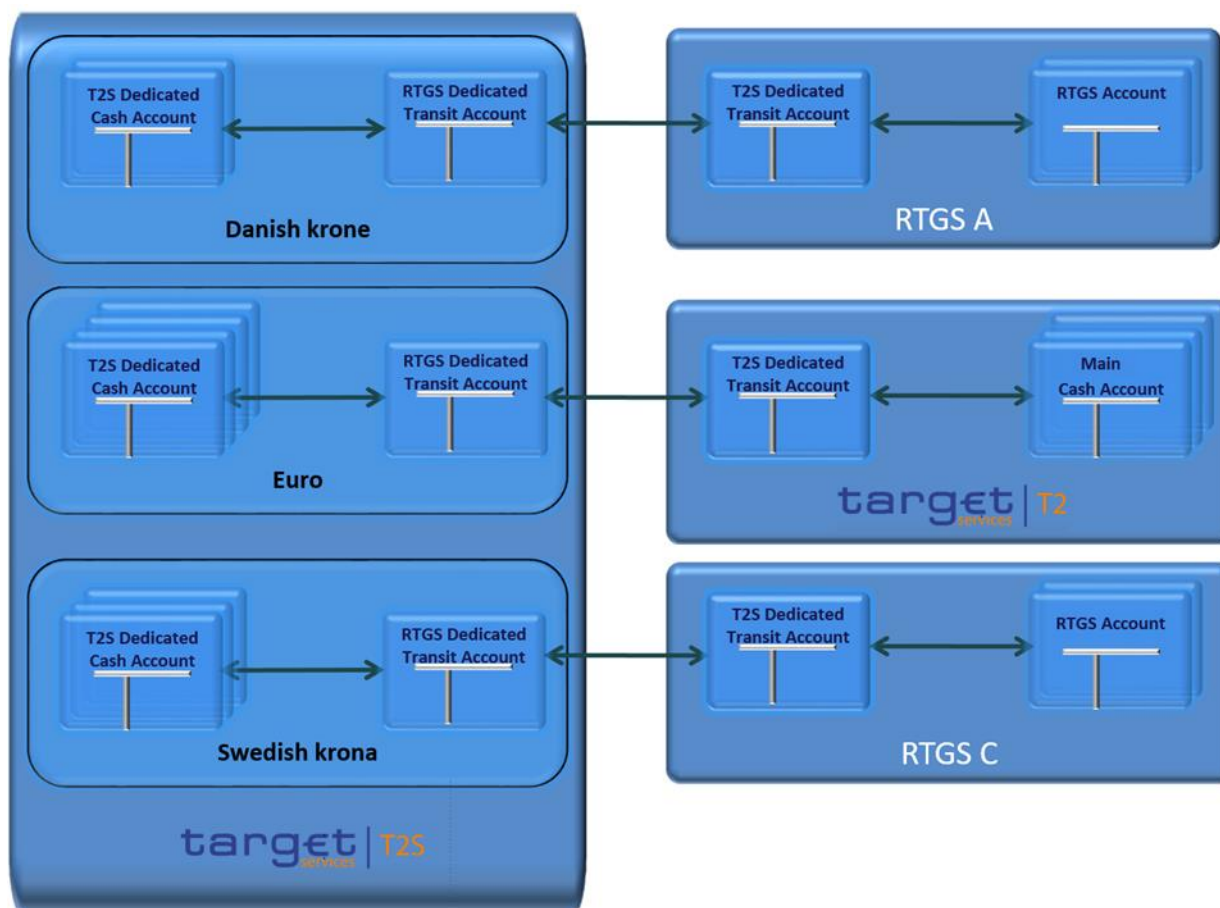 T2S Dedicated
Cash Account
RTGS Dedicated
Transit Account
Danish krone
T2S Dedicated
Transit Account
RTGS Account
RTGS A
T2S Dedicated
Cash Account
RTGS Dedicated
Transit Account
Euro
T2S Dedicated
Transit Account
Main
Cash Account
target | T2
services
T2S Dedicated
Cash Account
RTGS Dedicated
Transit Account
Swedish krona
T2S Dedicated
Transit Account
RTGS Account
RTGS C
target | T2S
services